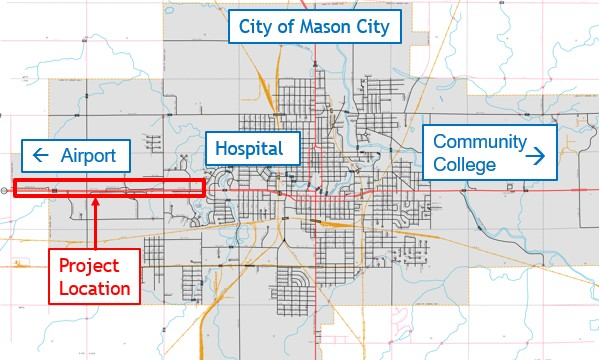 City of Mason City
← Airport
Hospital
Community
College →
Project
Location